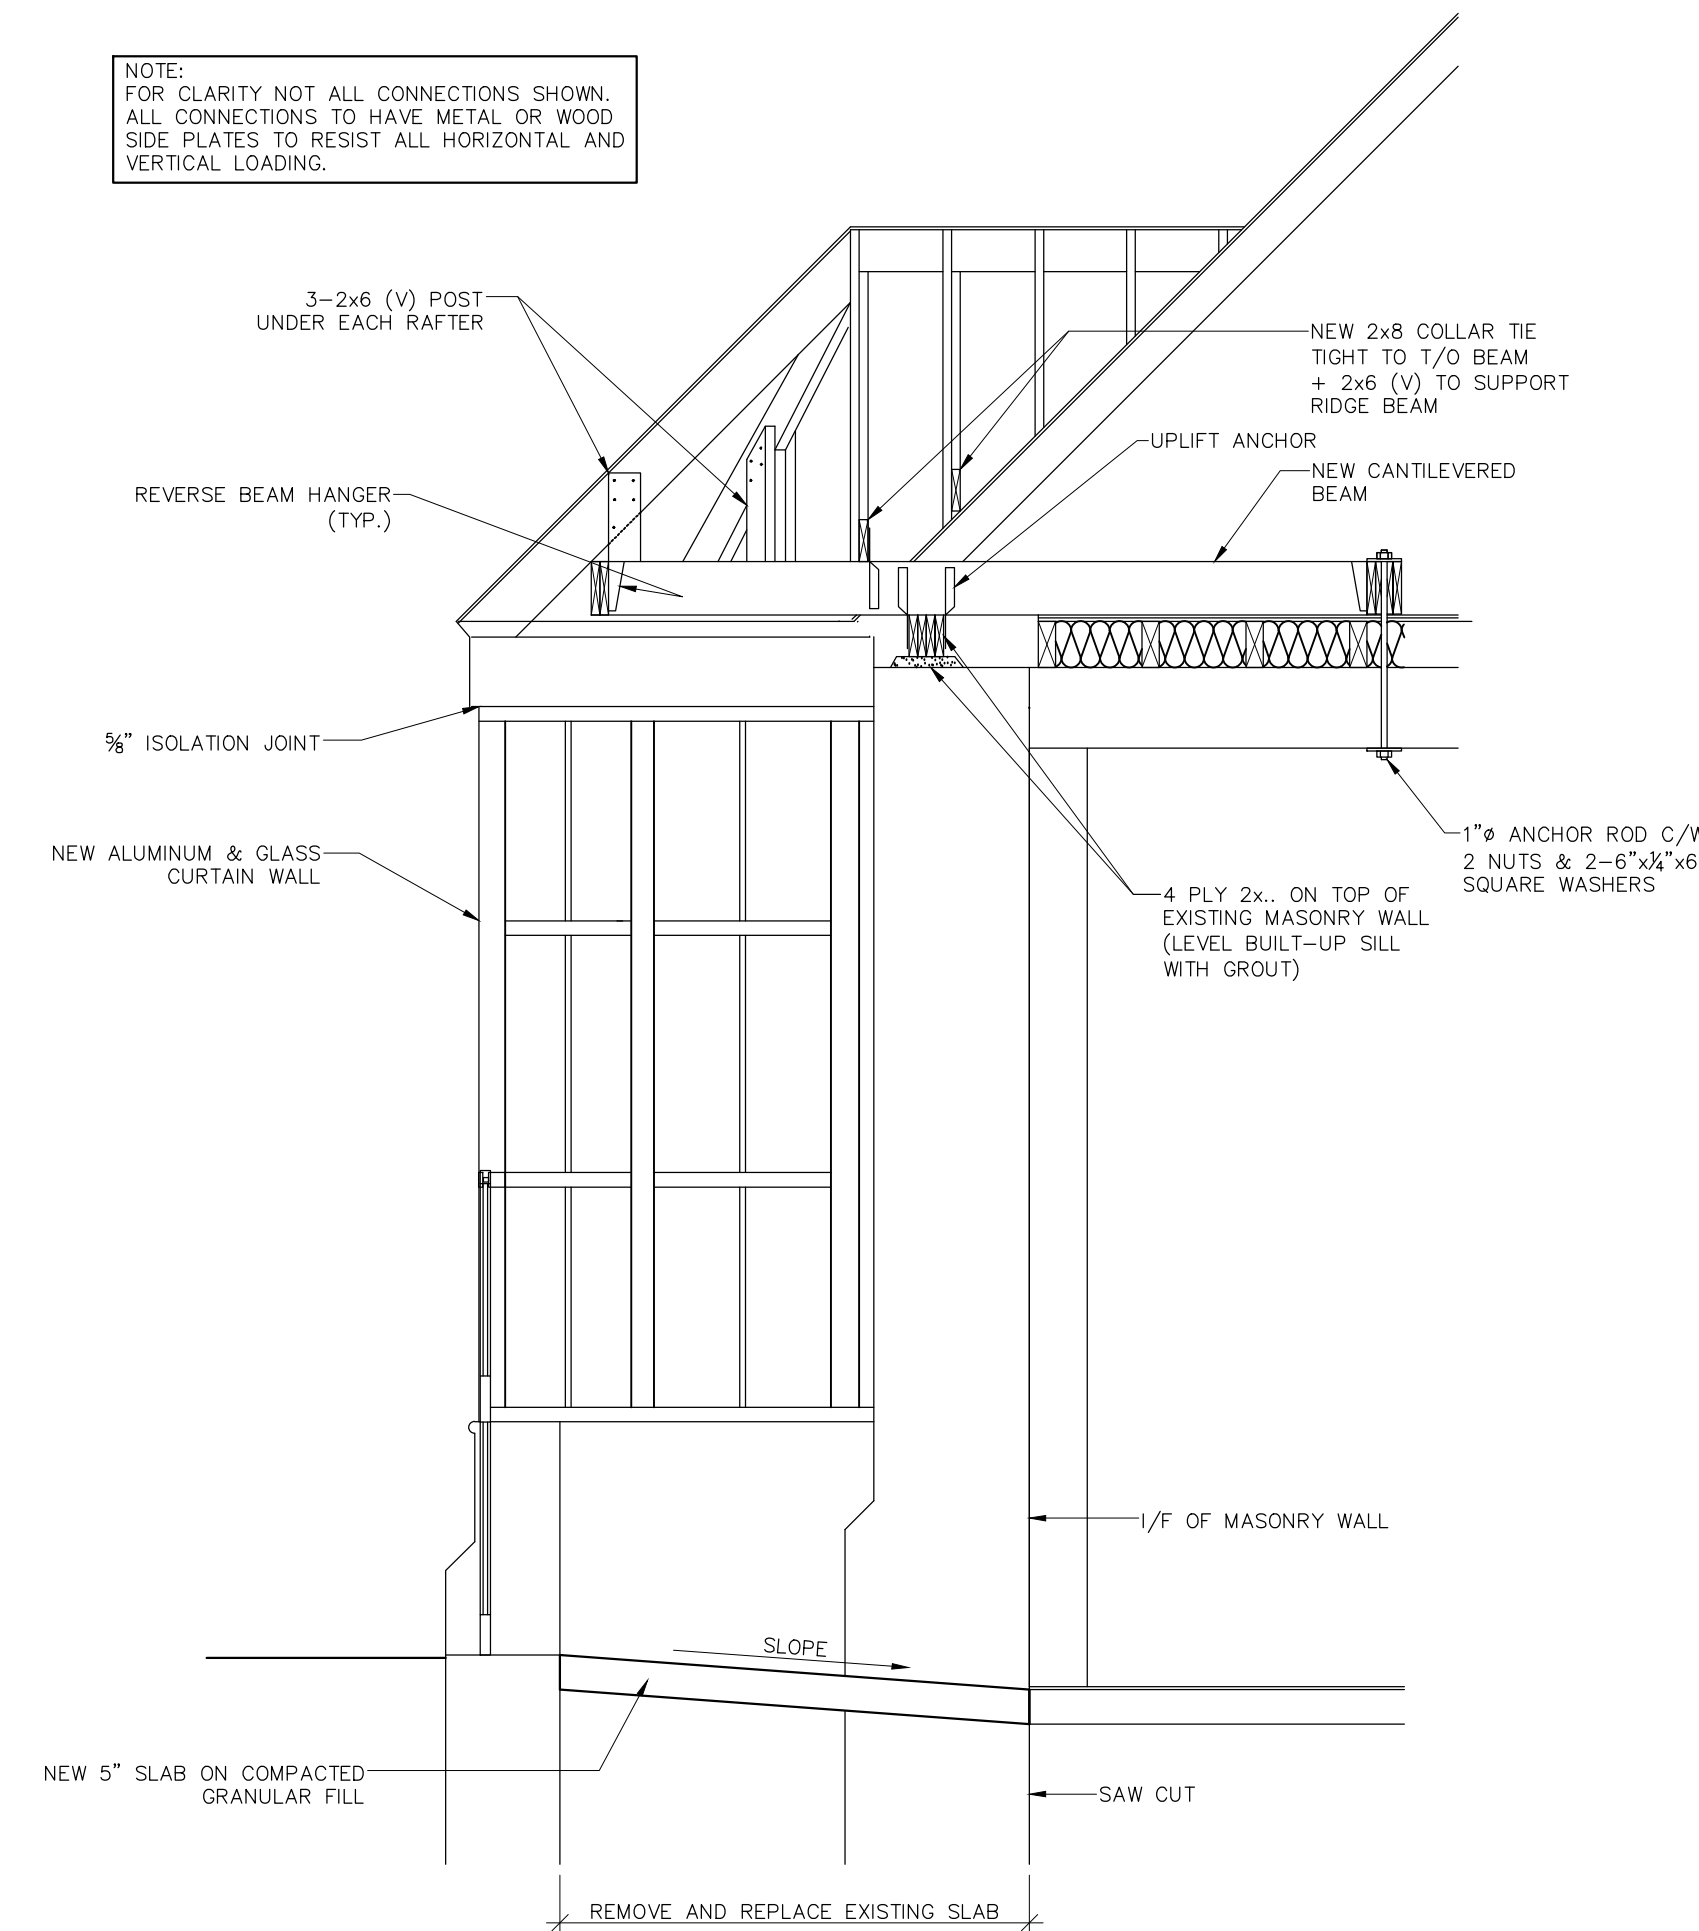 NOTE:
FOR CLARITY NOT ALL CONNECTIONS SHOWN.
ALL CONNECTIONS TO HAVE METAL OR WOOD
SIDE PLATES TO RESIST ALL HORIZONTAL AND
VERTICAL LOADING.
3-2x6 (V) POST
UNDER EACH RAFTER
NEW 2x8 COLLAR TIE
TIGHT TO T/O BEAM
+ 2x6 (V) TO SUPPORT
RIDGE BEAM
UPLIFT ANCHOR
NEW CANTILEVERED
BEAM
REVERSE BEAM HANGER
(TYP.)
⅝" ISOLATION JOINT
NEW ALUMINUM & GLASS
CURTAIN WALL
1"ø ANCHOR ROD C/W
2 NUTS & 2-6"x¼"x6
SQUARE WASHERS
4 PLY 2x.. ON TOP OF
EXISTING MASONRY WALL
(LEVEL BUILT-UP SILL
WITH GROUT)
I/F OF MASONRY WALL
SLOPE
NEW 5" SLAB ON COMPACTED
GRANULAR FILL
SAW CUT
REMOVE AND REPLACE EXISTING SLAB